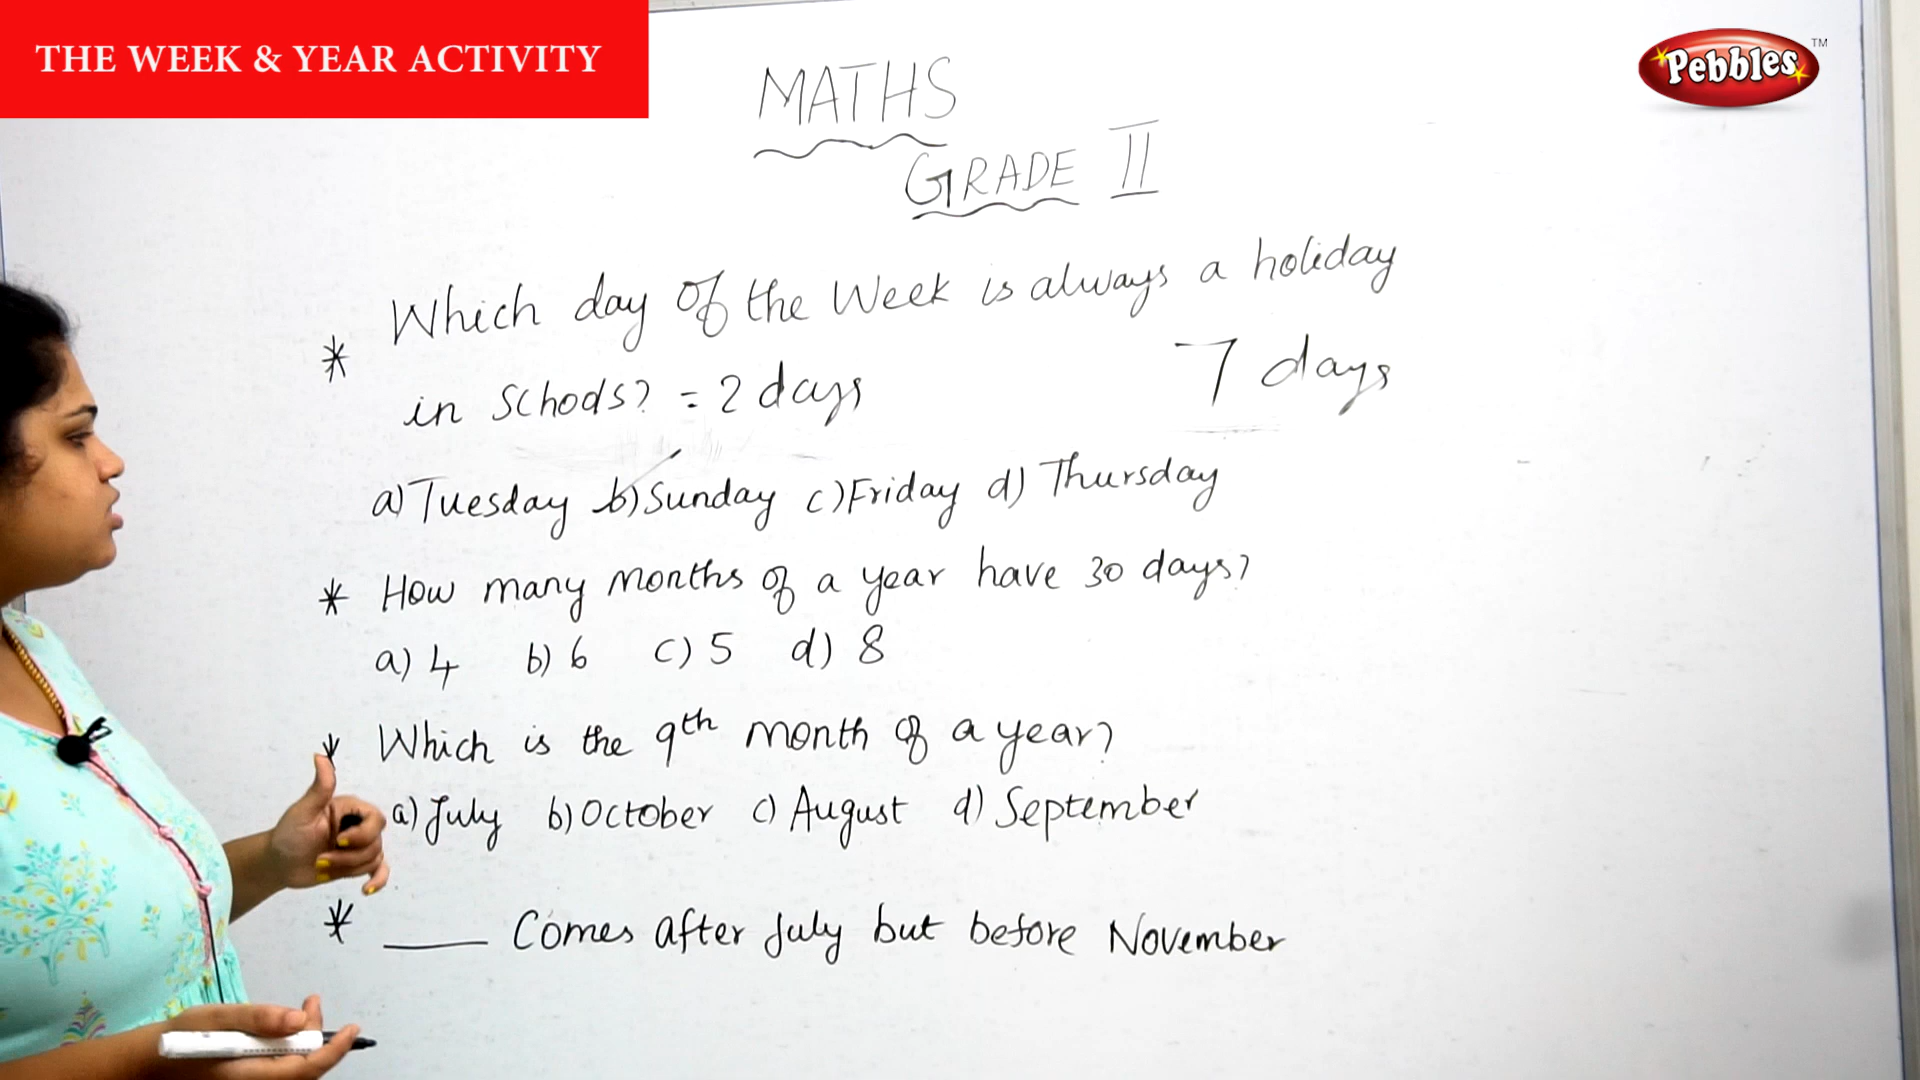 THE WEEK & YEAR ACTIVITY
Pebbles TM
MATHS
GRADE II
* Which day of the Week is always a holiday
in Schools? = 2 days 7 days
a) Tuesday b) Sunday c) Friday d) Thursday
* How many months of a year have 30 days?
a) 4 b) 6 c) 5 d) 8
* Which is the 9th month of a year?
a) July b) October c) August d) September
* ____ Comes after July but before November